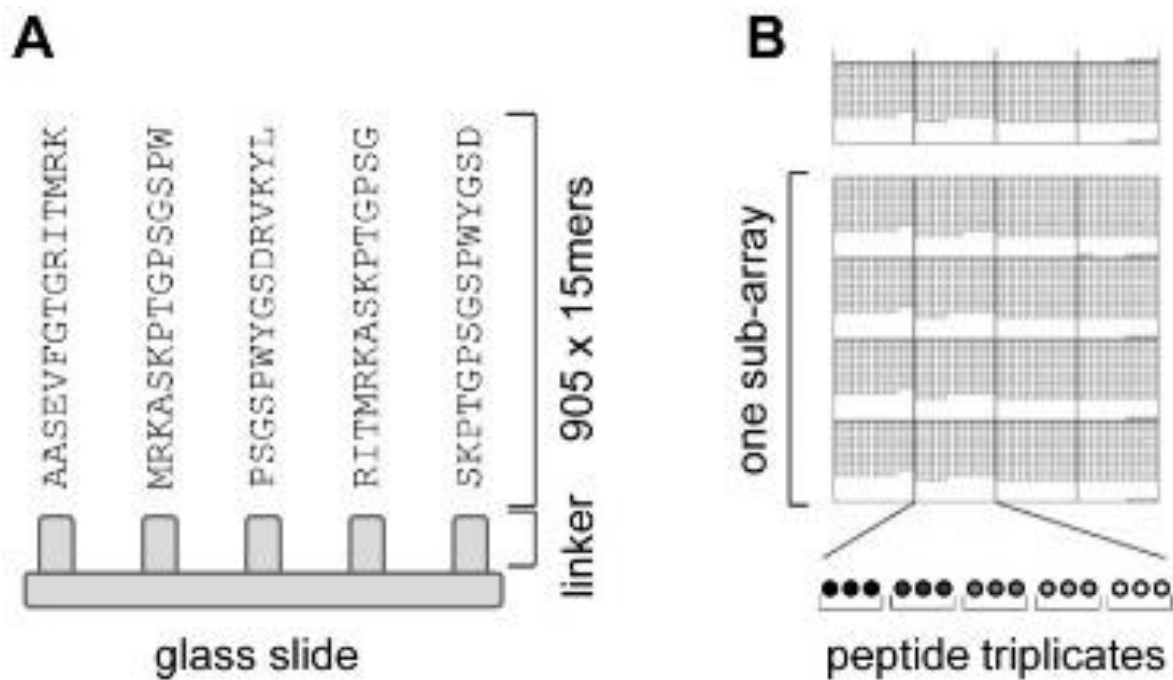 A
AASEVFGTGRITMRK
MRKASKPTGPSGSPW
PSGSPWYGSDRVKYL
RITMRKASKPTGPSG
SKPTGPSGSPWYGSD
905 x 15mers
linker
glass slide
B
one sub-array
peptide triplicates